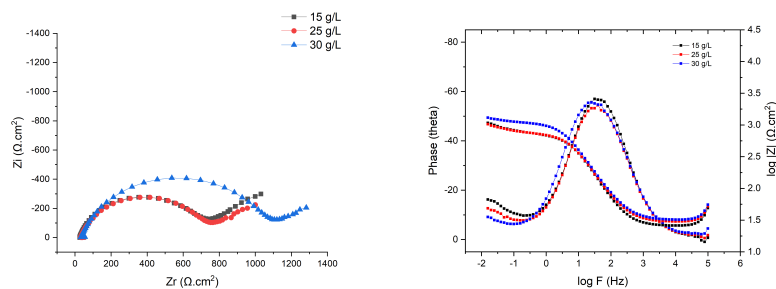 15 g/L
25 g/L
30 g/L
-1400
-1200
-1000
-800
-600
-400
-200
0
0 200 400 600 800 1000 1200 1400
Zi (Ω.cm²)
Zr (Ω.cm²)
15 g/L
25 g/L
30 g/L
-80
-60
-40
-20
0
4.5
4.0
3.5
3.0
2.5
2.0
1.5
1.0
-2 -1 0 1 2 3 4 5 6
Phase (theta)
log |Z| (Ω.cm²)
log F (Hz)